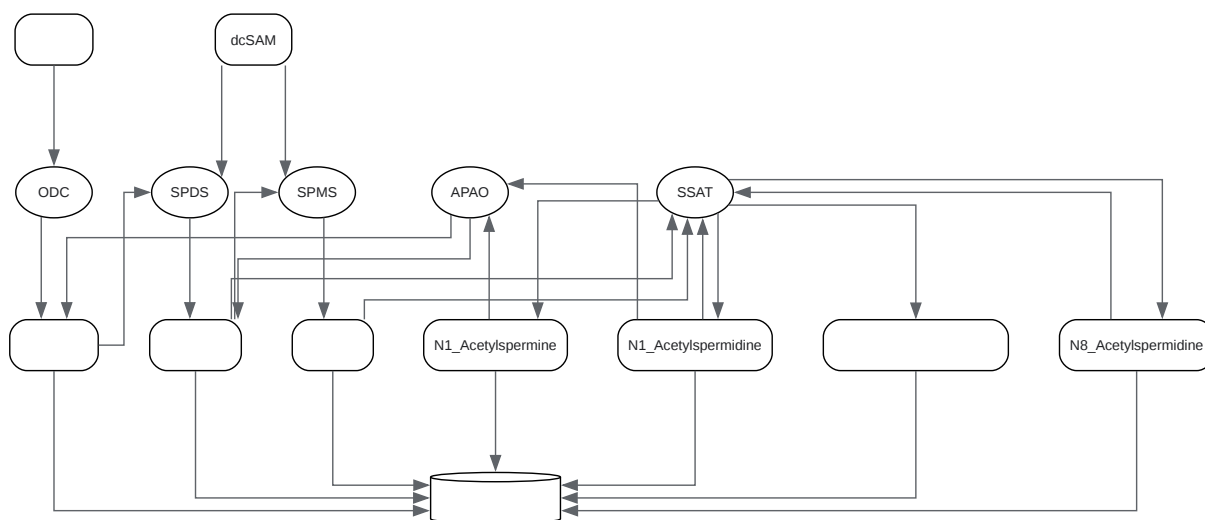 dcSAM
ODC
SPDS
SPMS
APAO
SSAT
N1_Acetylspermine
N1_Acetylspermidine
N8_Acetylspermidine